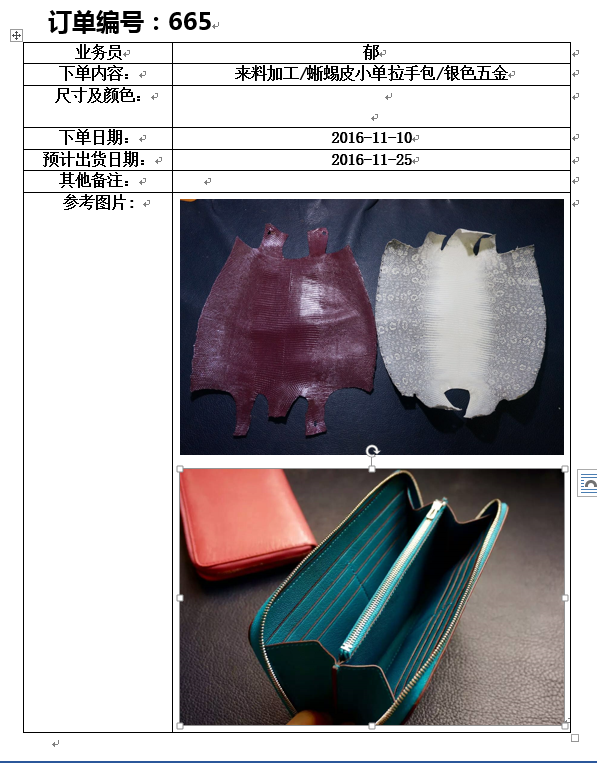 订单编号：665
业务员 郁
下单内容： 来料加工/蜥蜴皮小单拉手包/银色五金
尺寸及颜色：
下单日期： 2016-11-10
预计出货日期： 2016-11-25
其他备注：
参考图片: